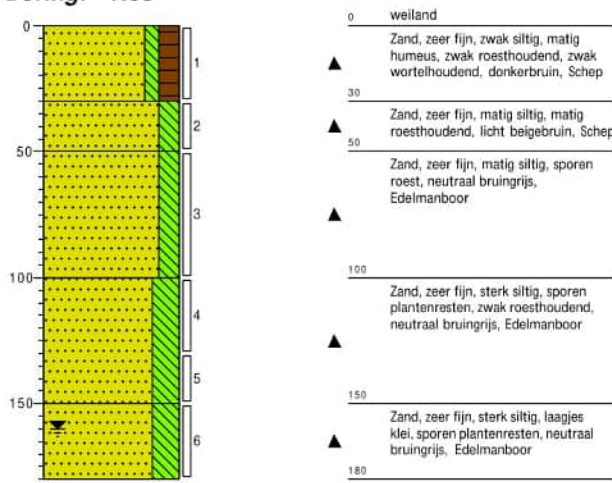 0
50
100
150
1
2
3
4
5
6
0 weiland
Zand, zeer fijn, zwak siltig, matig
humeus, zwak roesthoudend, zwak
wortelhoudend, donkerbruin, Schep
30
Zand, zeer fijn, matig siltig, matig
roesthoudend, licht beigebruin, Schep
50
Zand, zeer fijn, matig siltig, sporen
roest, neutraal bruingrijs,
Edelmanboor
100
Zand, zeer fijn, sterk siltig, sporen
plantenresten, zwak roesthoudend,
neutraal bruingrijs, Edelmanboor
150
Zand, zeer fijn, sterk siltig, laagjes
klei, sporen plantenresten, neutraal
bruingrijs, Edelmanboor
180